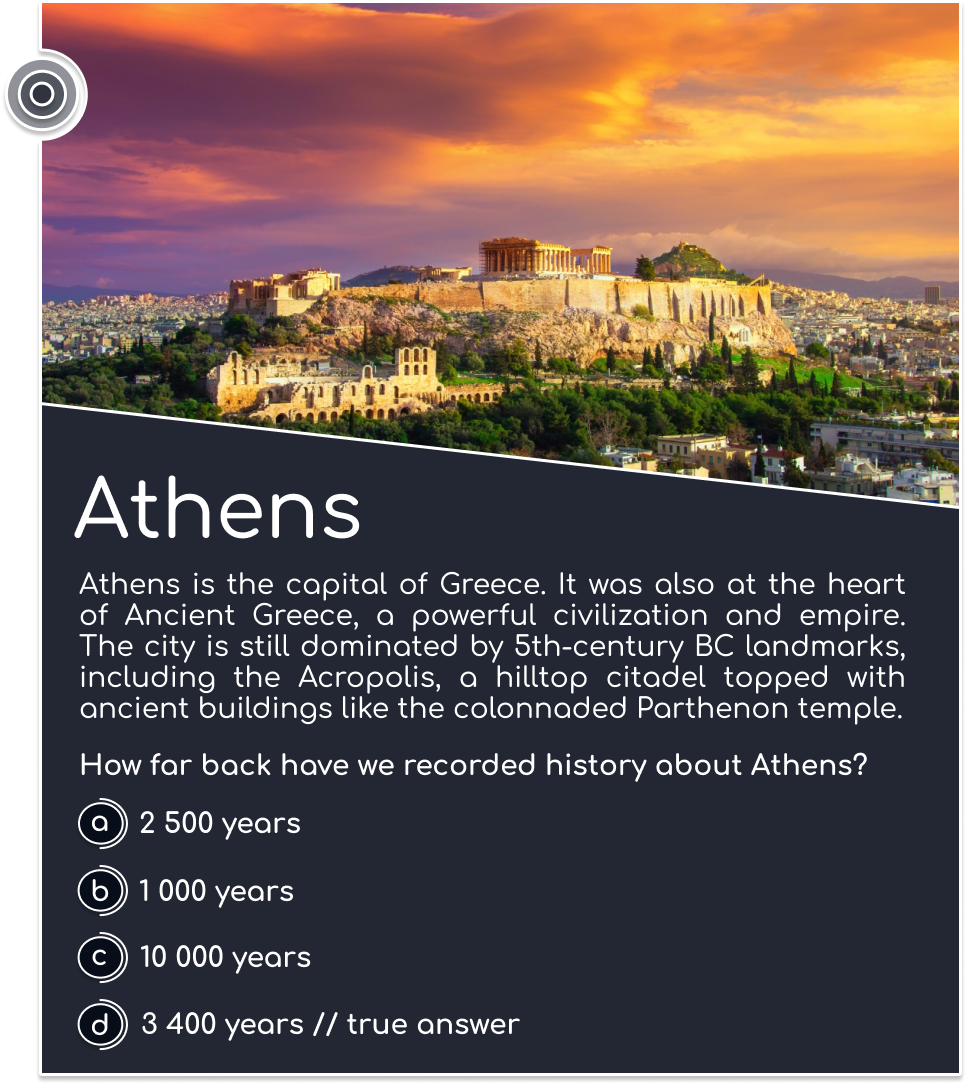 Athens
Athens is the capital of Greece. It was also at the heart
of Ancient Greece, a powerful civilization and empire.
The city is still dominated by 5th-century BC landmarks,
including the Acropolis, a hilltop citadel topped with
ancient buildings like the colonnaded Parthenon temple.
How far back have we recorded history about Athens?
a 2 500 years
b 1 000 years
c 10 000 years
d 3 400 years // true answer